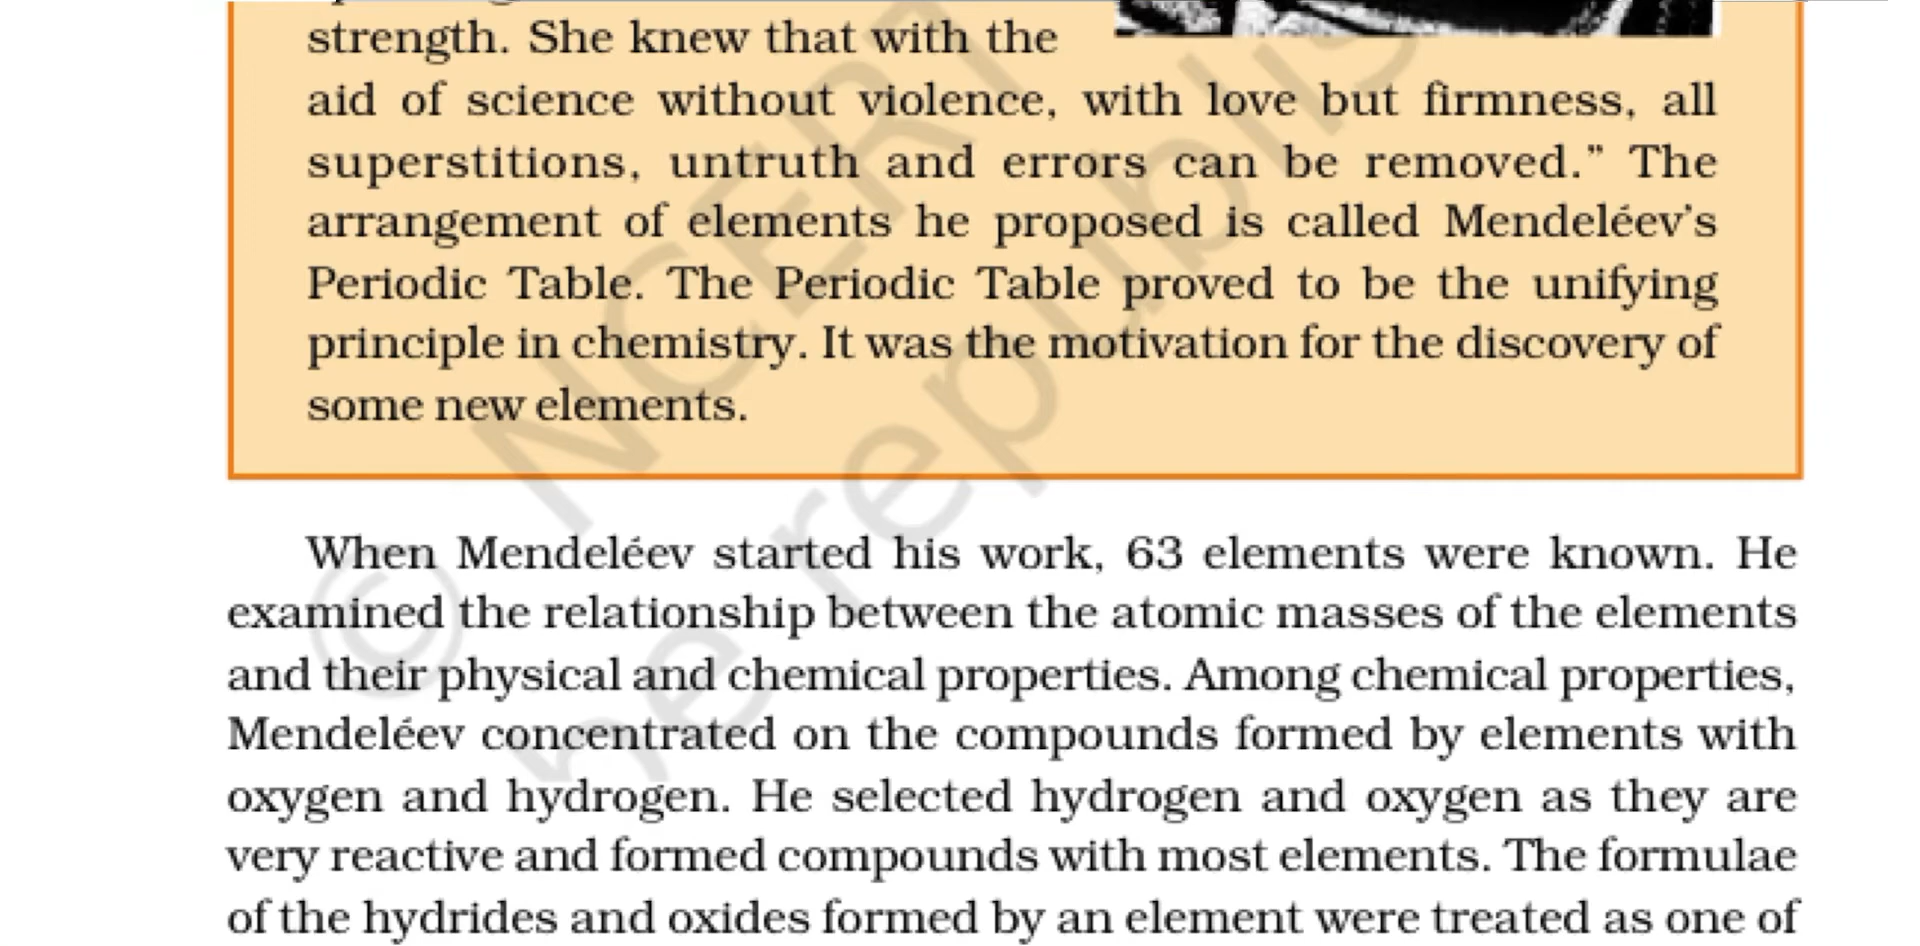 strength. She knew that with the
aid of science without violence, with love but firmness, all
superstitions, untruth and errors can be removed.” The
arrangement of elements he proposed is called Mendeléev’s
Periodic Table. The Periodic Table proved to be the unifying
principle in chemistry. It was the motivation for the discovery of
some new elements.
When Mendeléev started his work, 63 elements were known. He
examined the relationship between the atomic masses of the elements
and their physical and chemical properties. Among chemical properties,
Mendeléev concentrated on the compounds formed by elements with
oxygen and hydrogen. He selected hydrogen and oxygen as they are
very reactive and formed compounds with most elements. The formulae
of the hydrides and oxides formed by an element were treated as one of
© NCERT
be republis